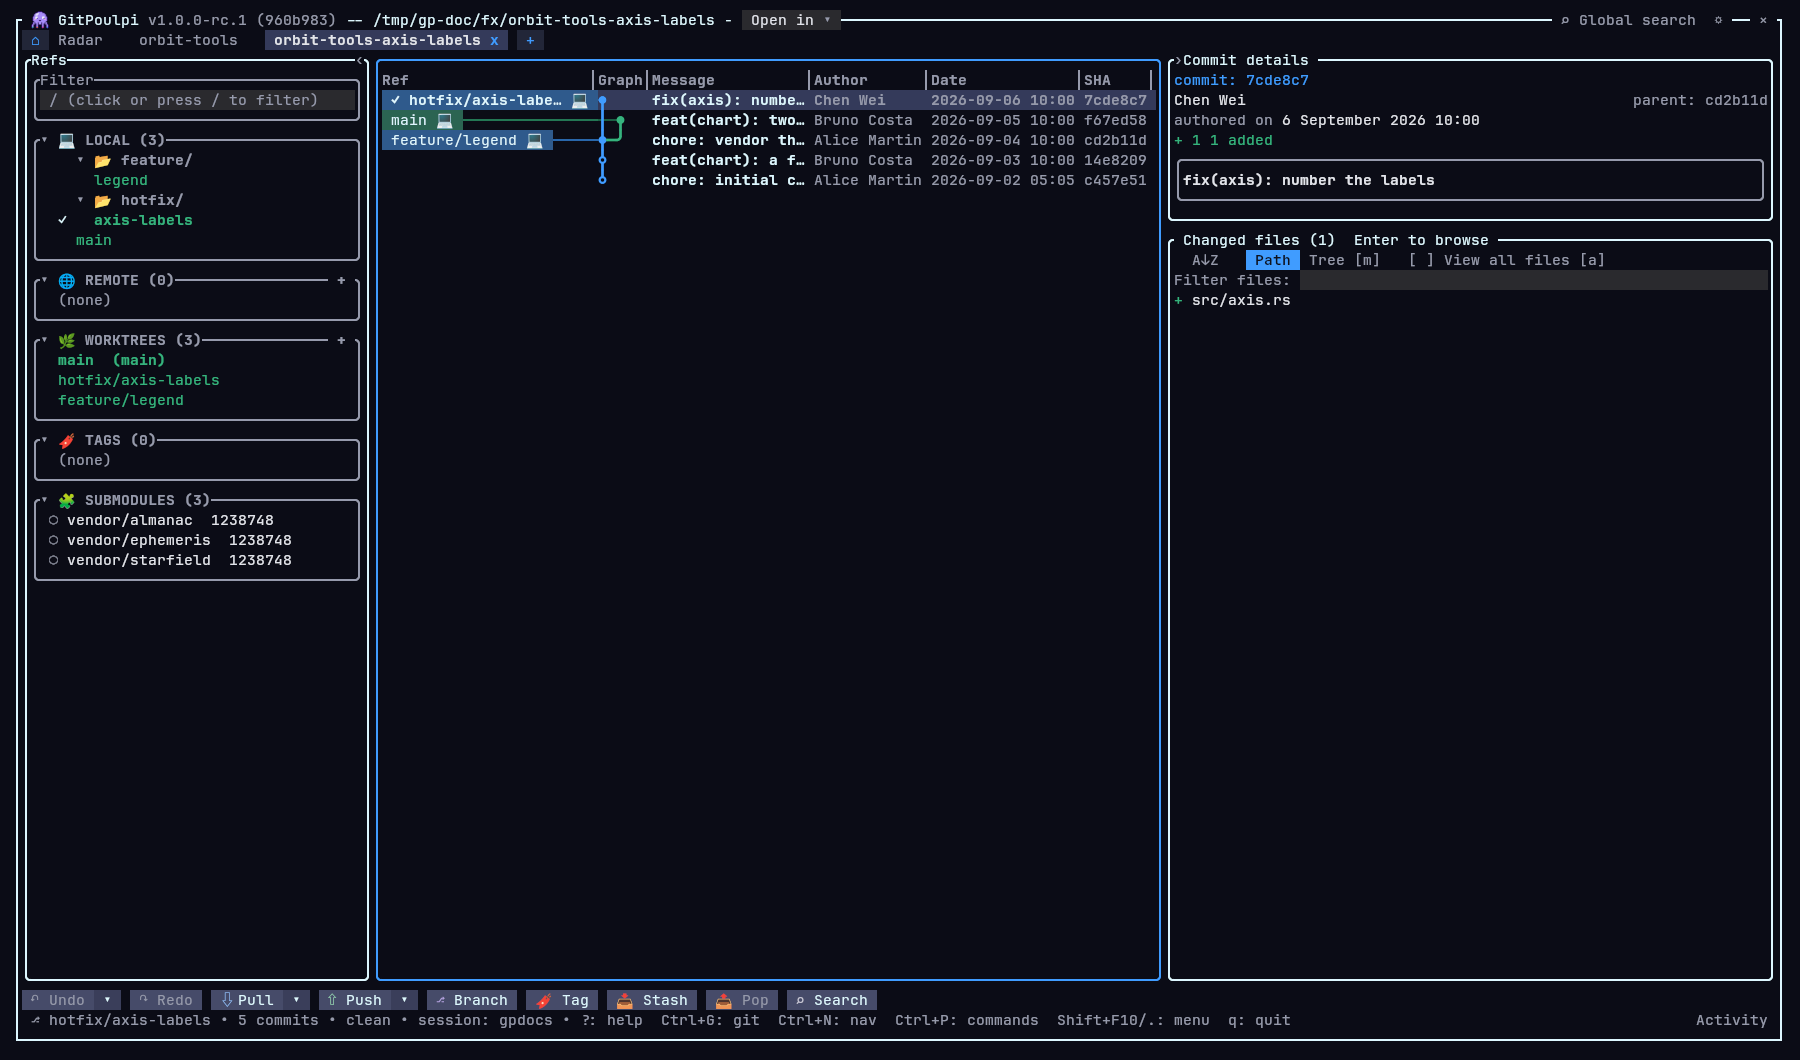 GitPoulpi v1.0.0-rc.1 (960b983) —— /tmp/gp-doc/fx/orbit-tools-axis-labels - Open in ▾ ⌕ Global search ⚙ ×
⌂ Radar orbit-tools orbit-tools-axis-labels x +
Refs ‹
Filter
/ (click or press / to filter)
▾ LOCAL (3)
▾ feature/
legend
▾ hotfix/
✓ axis-labels
main
▾ REMOTE (0) +
(none)
▾ WORKTREES (3) +
main (main)
hotfix/axis-labels
feature/legend
▾ TAGS (0)
(none)
▾ SUBMODULES (3)
○ vendor/almanac 1238748
○ vendor/ephemeris 1238748
○ vendor/starfield 1238748
Ref Graph Message Author Date SHA
✓ hotfix/axis-labe… fix(axis): numbe… Chen Wei 2026-09-06 10:00 7cde8c7
main feat(chart): two… Bruno Costa 2026-09-05 10:00 f67ed58
feature/legend chore: vendor th… Alice Martin 2026-09-04 10:00 cd2b11d
feat(chart): a f… Bruno Costa 2026-09-03 10:00 14e8209
chore: initial c… Alice Martin 2026-09-02 05:05 c457e51
› Commit details
commit: 7cde8c7
Chen Wei parent: cd2b11d
authored on 6 September 2026 10:00
+ 1 1 added
fix(axis): number the labels
Changed files (1) Enter to browse
A↓Z Path Tree [m] [ ] View all files [a]
Filter files:
+ src/axis.rs
↶ Undo ▾ ↷ Redo ⇩ Pull ▾ ⇧ Push ▾ ⎇ Branch Tag Stash Pop ⌕ Search
⎇ hotfix/axis-labels • 5 commits • clean • session: gpdocs • ?: help Ctrl+G: git Ctrl+N: nav Ctrl+P: commands Shift+F10/.: menu q: quit Activity